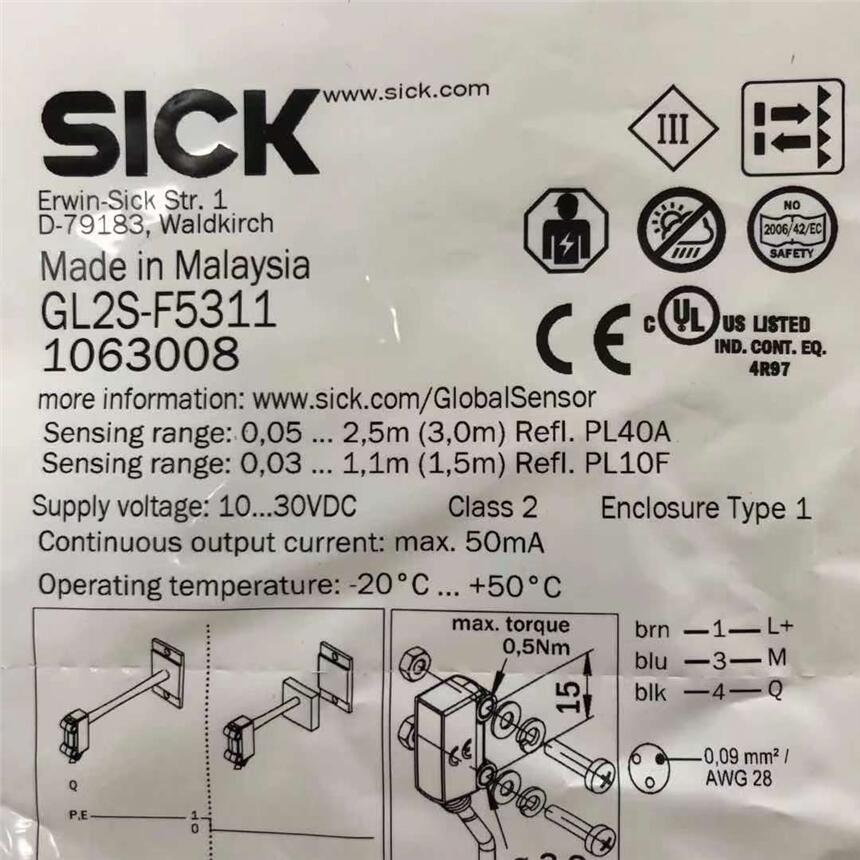 SICK www.sick.com
Erwin-Sick Str. 1
D-79183, Waldkirch
Made in Malaysia
GL2S-F5311
1063008
III
NO
2006/42/EC
SAFETY
CE
c UL US LISTED
IND. CONT. EQ.
4R97
more information: www.sick.com/GlobalSensor
Sensing range: 0,05 ... 2,5m (3,0m) Refl. PL40A
Sensing range: 0,03 ... 1,1m (1,5m) Refl. PL10F
Supply voltage: 10...30VDC Class 2 Enclosure Type 1
Continuous output current: max. 50mA
Operating temperature: -20°C ... +50°C
max. torque
0,5Nm
15
CE
brn 1 L+
blu 3 M
blk 4 Q
0,09 mm² /
AWG 28
Q
P,E 1
0